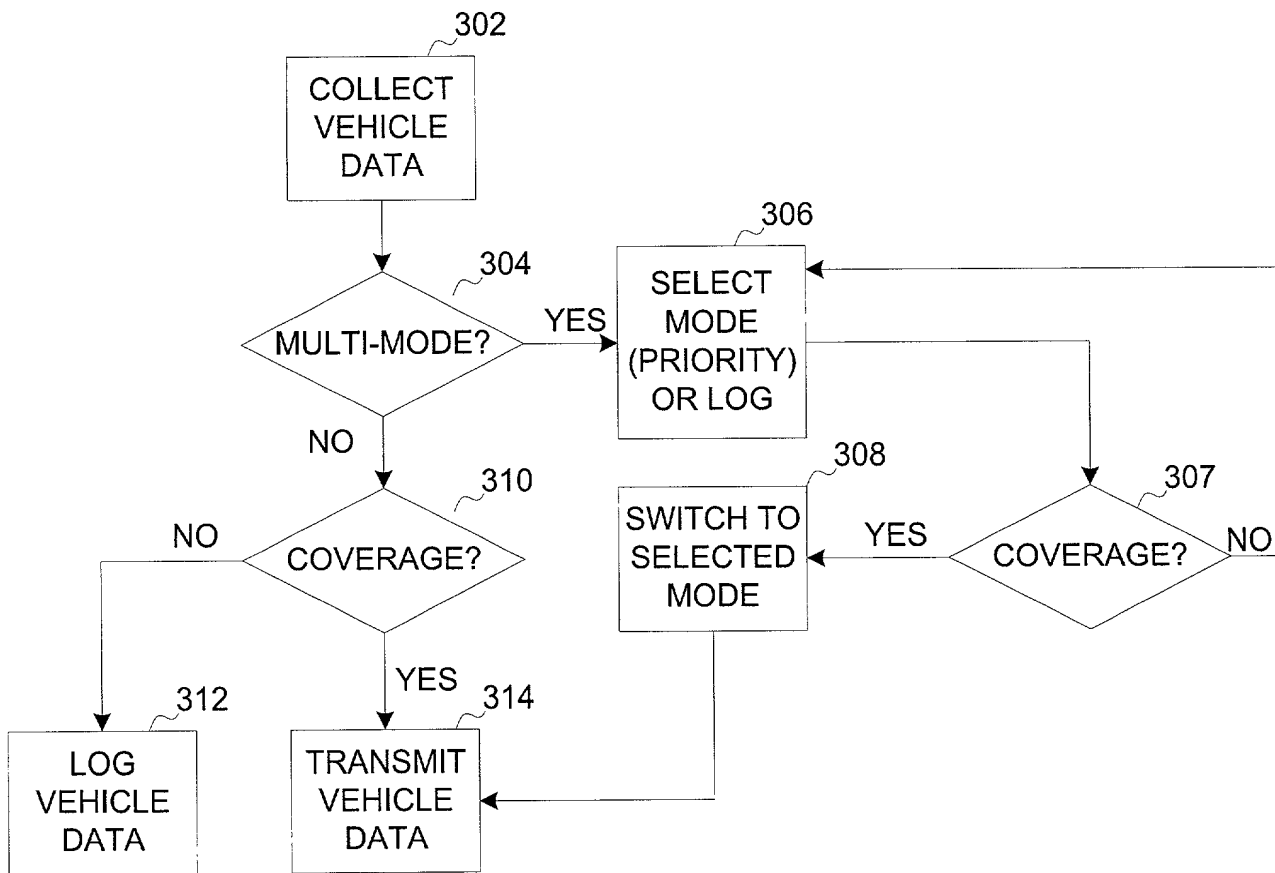 302
COLLECT
VEHICLE
DATA
304
MULTI-MODE?
YES
306
SELECT
MODE
(PRIORITY)
OR LOG
NO
310
COVERAGE?
NO
YES
308
SWITCH TO
SELECTED
MODE
YES
307
COVERAGE?
NO
312
LOG
VEHICLE
DATA
314
TRANSMIT
VEHICLE
DATA